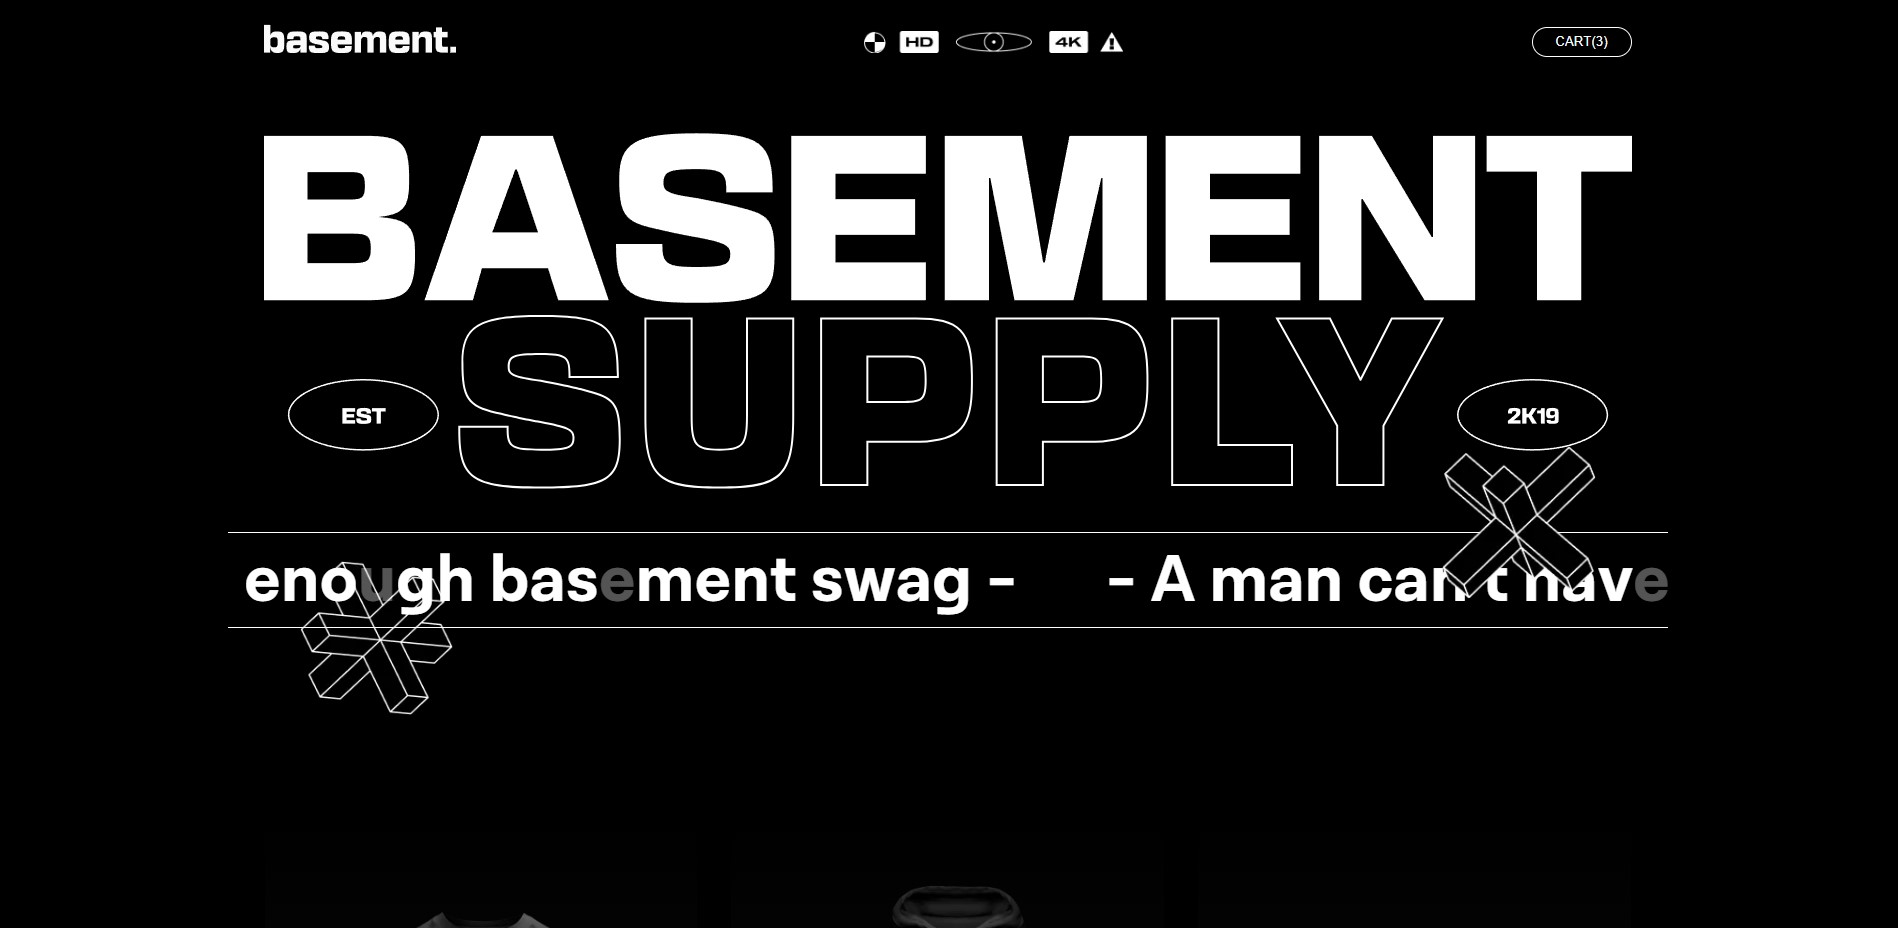 basement.
HD
4K
CART(3)
BASEMENT
EST
SUPPLY
2K19
enough basement swag - - A man can't have